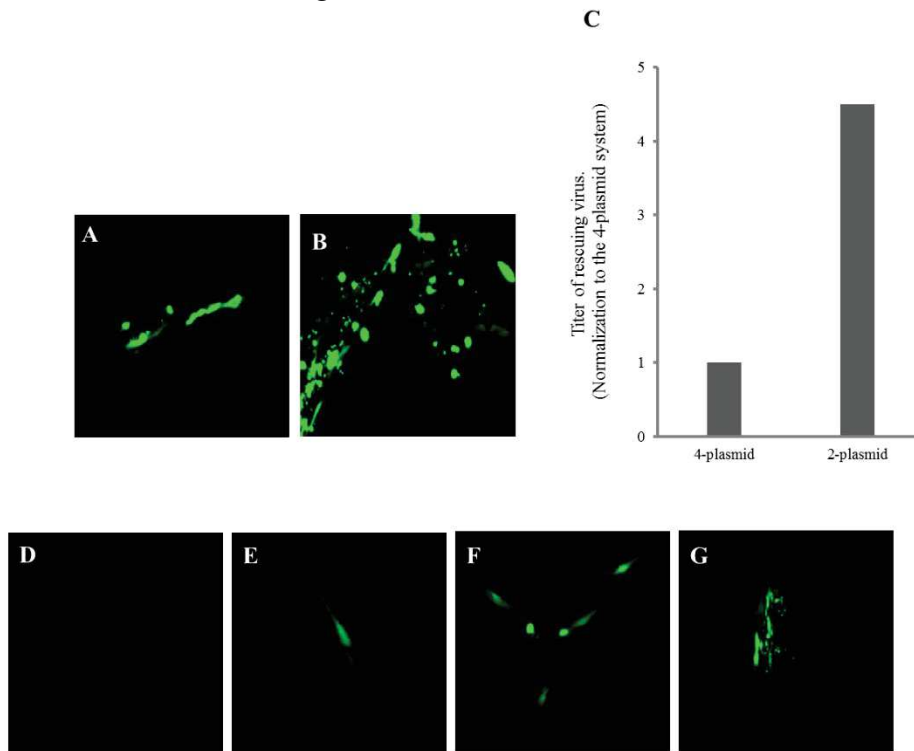 C
A
B
Titer of rescuing virus.
(Normalization to the 4-plasmid system)
5
4
3
2
1
0
4-plasmid
2-plasmid
D
E
F
G